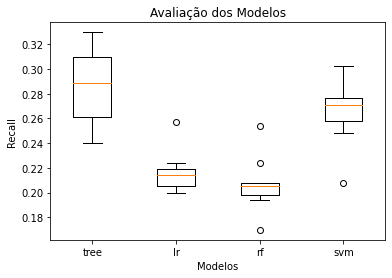 Avaliação dos Modelos
Recall
0.32
0.30
0.28
0.26
0.24
0.22
0.20
0.18
tree
lr
rf
svm
Modelos